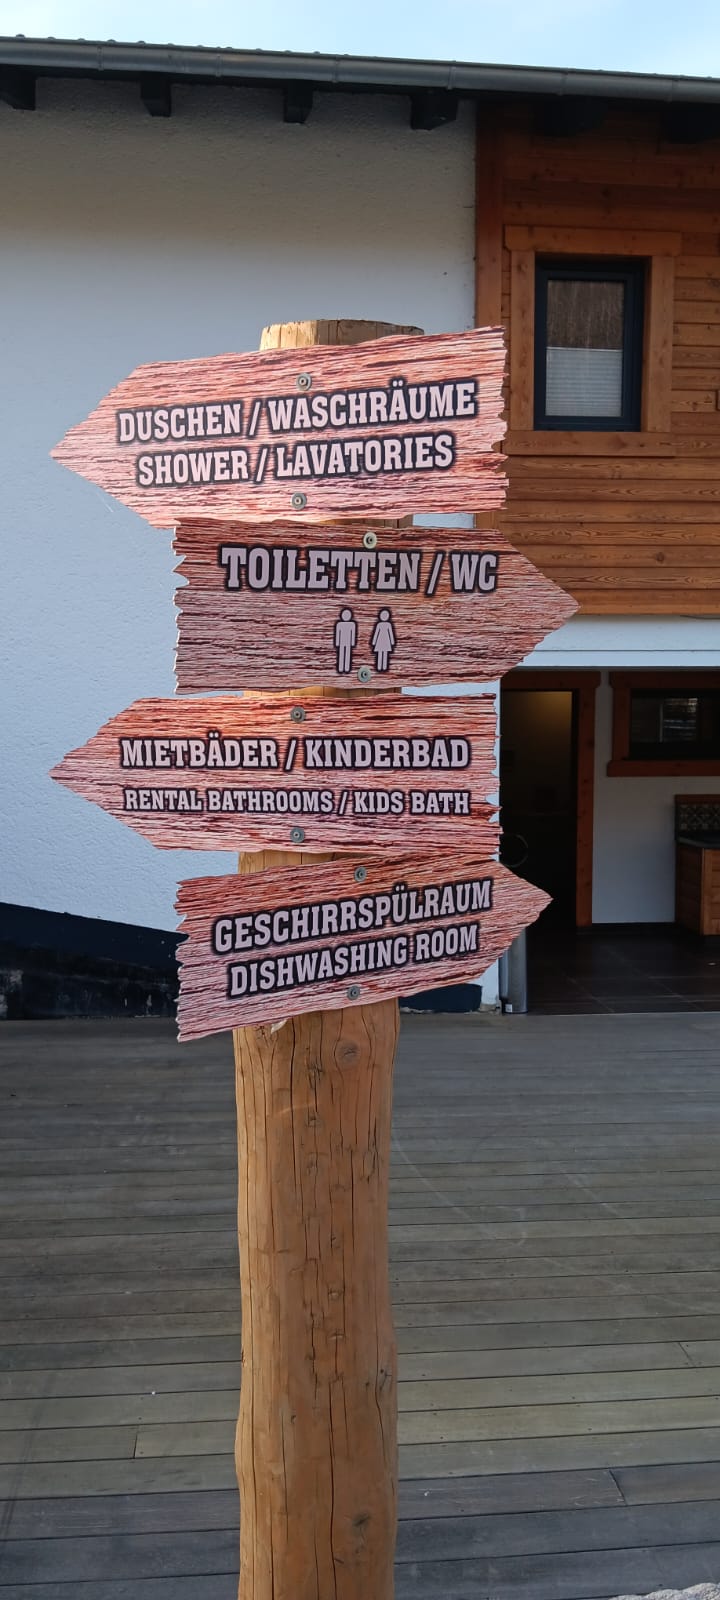 DUSCHEN / WASCHRÄUME
SHOWER / LAVATORIES
TOILETTEN / WC
MIETBÄDER / KINDERBAD
RENTAL BATHROOMS / KIDS BATH
GESCHIRRSPÜLRAUM
DISHWASHING ROOM